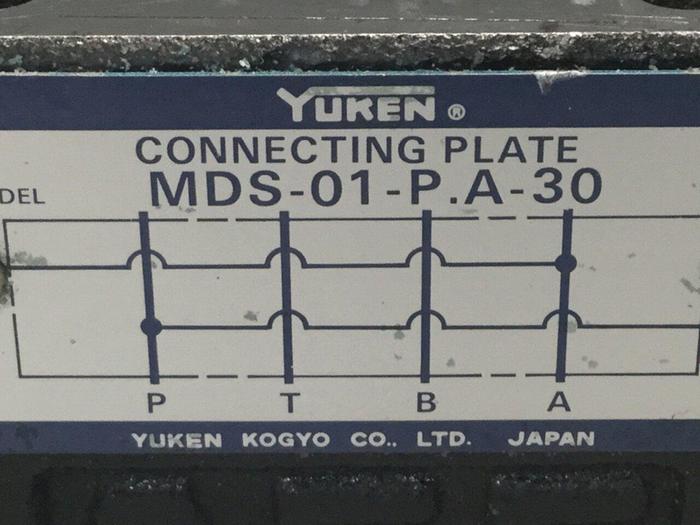 YUKEN ®
CONNECTING PLATE
DEL MDS-01-P.A-30
P T B A
YUKEN KOGYO CO., LTD. JAPAN